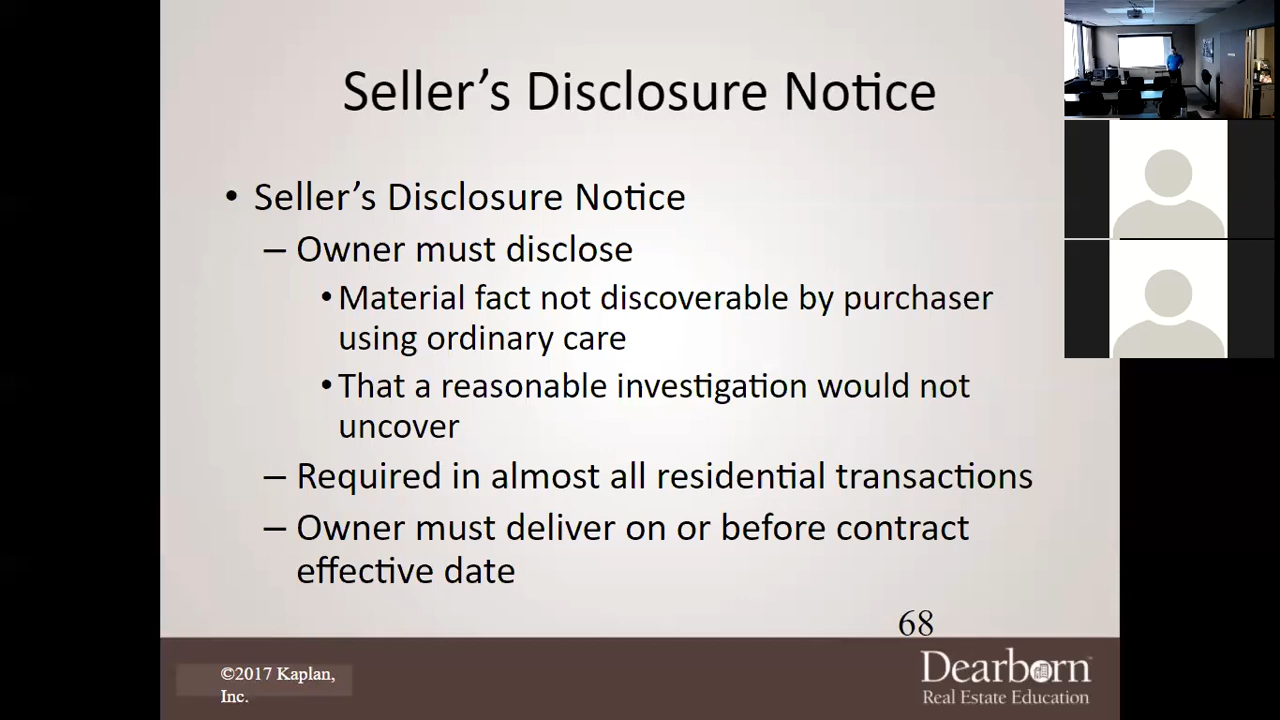 Seller’s Disclosure Notice
• Seller’s Disclosure Notice
– Owner must disclose
• Material fact not discoverable by purchaser
using ordinary care
• That a reasonable investigation would not
uncover
– Required in almost all residential transactions
– Owner must deliver on or before contract
effective date
68
©2017 Kaplan,
Inc.
Dearborn
Real Estate Education